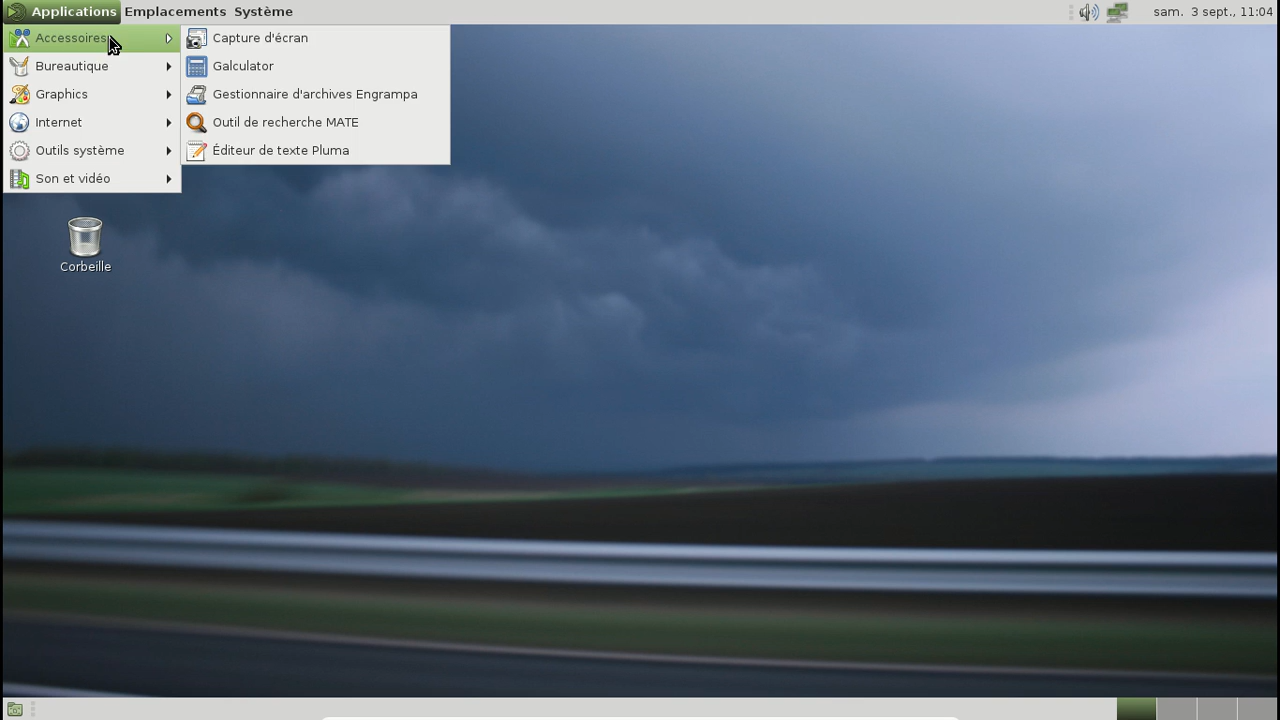 Applications Emplacements Système sam. 3 sept., 11:04
Accessoires
Bureautique
Graphics
Internet
Outils système
Son et vidéo
Capture d'écran
Galculator
Gestionnaire d'archives Engrampa
Outil de recherche MATE
Éditeur de texte Pluma
Corbeille